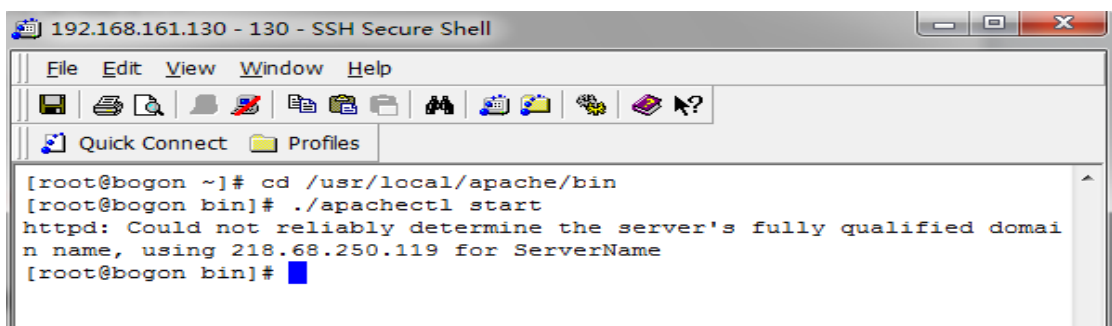 192.168.161.130 - 130 - SSH Secure Shell
File Edit View Window Help
Quick Connect Profiles
[root@bogon ~]# cd /usr/local/apache/bin
[root@bogon bin]# ./apachectl start
httpd: Could not reliably determine the server's fully qualified domai
n name, using 218.68.250.119 for ServerName
[root@bogon bin]#